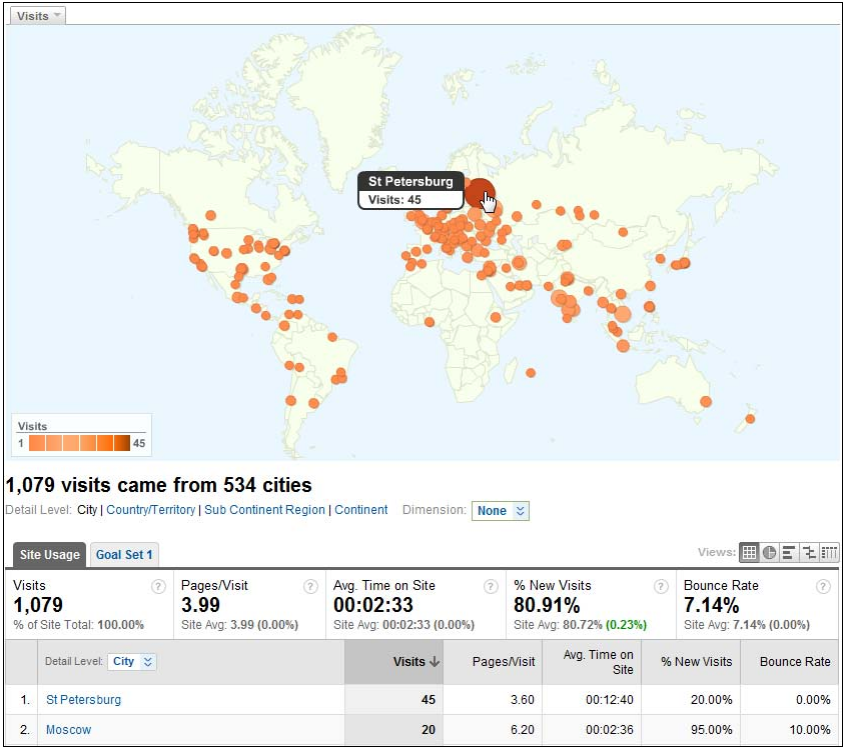 Visits
St Petersburg
Visits: 45
Visits
1 45
1,079 visits came from 534 cities
Detail Level: City | Country/Territory | Sub Continent Region | Continent Dimension: None
Site Usage Goal Set 1 Views:
Visits ? Pages/Visit ? Avg. Time on Site ? % New Visits ? Bounce Rate ?
1,079 3.99 00:02:33 80.91% 7.14%
% of Site Total: 100.00% Site Avg: 3.99 (0.00%) Site Avg: 00:02:33 (0.00%) Site Avg: 80.72% (0.23%) Site Avg: 7.14% (0.00%)
Detail Level: City Visits Pages/Visit Avg. Time on Site % New Visits Bounce Rate
1. St Petersburg 45 3.60 00:12:40 20.00% 0.00%
2. Moscow 20 6.20 00:02:36 95.00% 10.00%